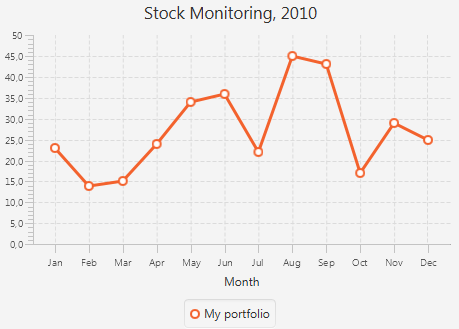 Stock Monitoring, 2010
50
45,0
40,0
35,0
30,0
25,0
20,0
15,0
10,0
5,0
0,0
Jan Feb Mar Apr May Jun Jul Aug Sep Oct Nov Dec
Month
My portfolio